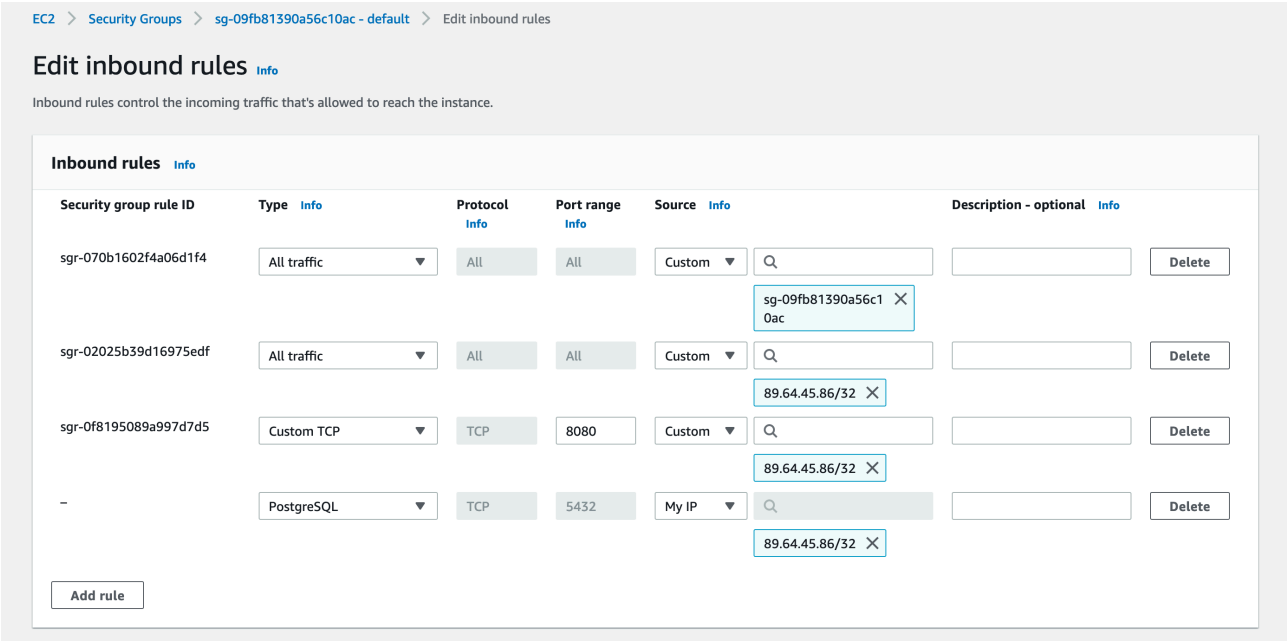 EC2 > Security Groups > sg-09fb81390a56c10ac - default > Edit inbound rules
Edit inbound rules Info
Inbound rules control the incoming traffic that's allowed to reach the instance.
Inbound rules Info
Security group rule ID Type Info Protocol Info Port range Info Source Info Description - optional Info
sgr-070b1602f4a06d1f4 All traffic All All Custom Delete
sg-09fb81390a56c1
0ac
sgr-02025b39d16975edf All traffic All All Custom Delete
89.64.45.86/32
sgr-0f8195089a997d7d5 Custom TCP TCP 8080 Custom Delete
89.64.45.86/32
– PostgreSQL TCP 5432 My IP Delete
89.64.45.86/32
Add rule